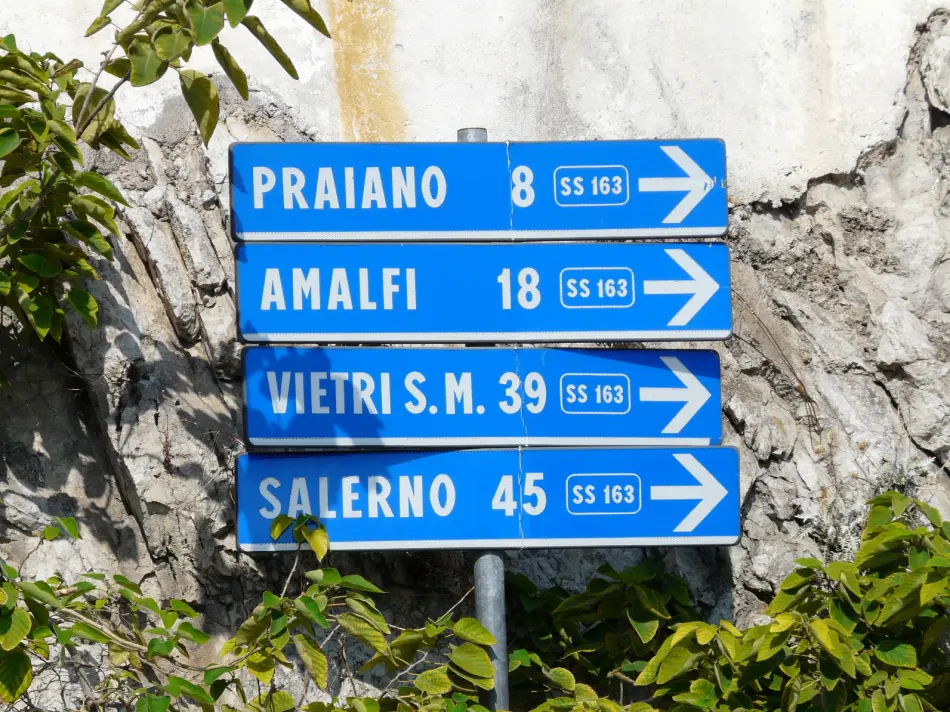 PRAIANO 8 SS 163
AMALFI 18 SS 163
VIETRI S.M. 39 SS 163
SALERNO 45 SS 163